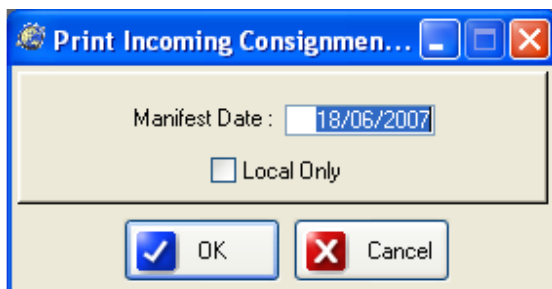 Print Incoming Consignmen...
Manifest Date : 18/06/2007
Local Only
OK Cancel